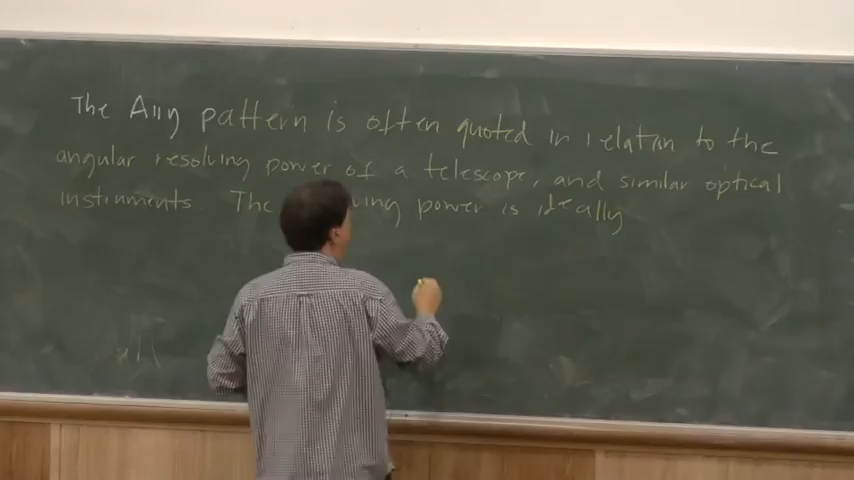 The Airy pattern is often quoted in relation to the
angular resolving power of a telescope, and similar optical
instruments. The ving power is ideally